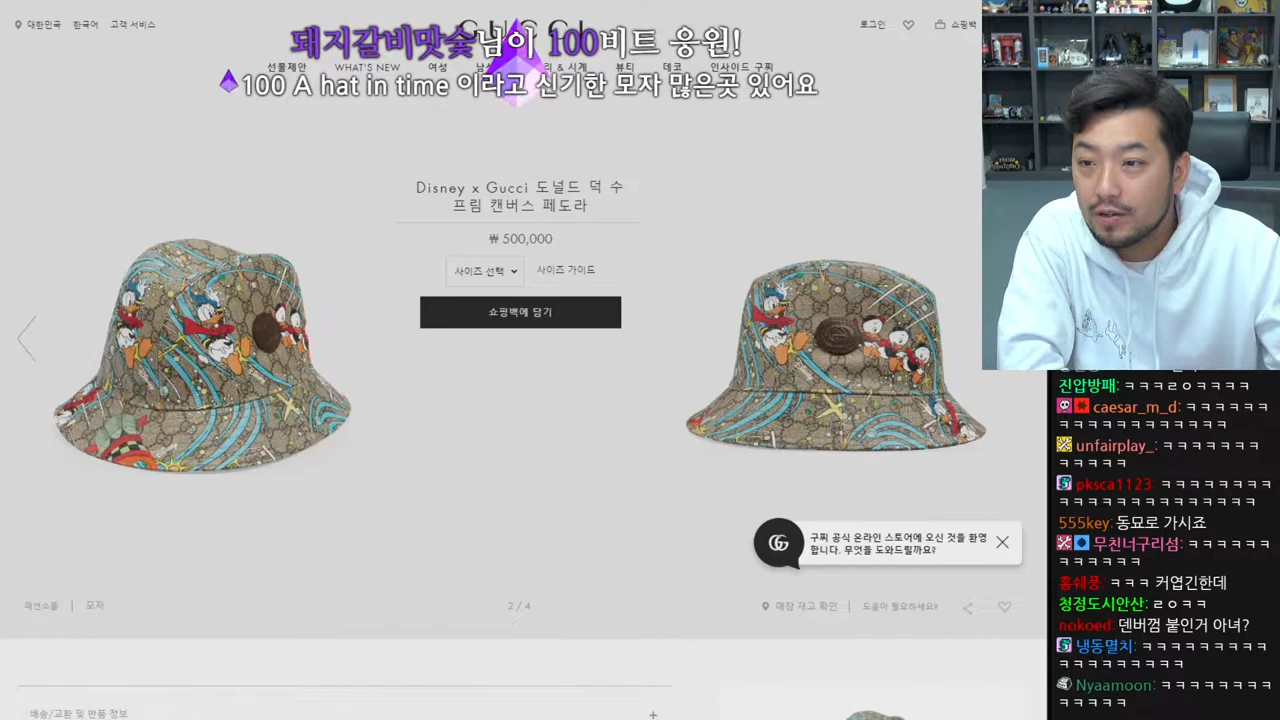 대한민국 한국어 고객 서비스
GUCCI
로그인 쇼핑백
돼지갈비맛숯님이 100비트 응원!
선물제안 WHAT'S NEW 여성 남성 뷰티 데코 인사이드 구찌
100 A hat in time 이라고 신기한 모자 많은곳 있어요
Disney x Gucci 도널드 덕 수
프림 캔버스 페도라
₩ 500,000
사이즈 선택 사이즈 가이드
쇼핑백에 담기
구찌 공식 온라인 스토어에 오신 것을 환영
합니다. 무엇을 도와드릴까요?
패션소품 | 모자
2 / 4
매장 재고 확인 | 도움이 필요하세요?
배송/교환 및 반품 정보 +
진압방패: ㅋㅋㅋㄹㅇㅋㅋㅋㅋ
caesar_m_d: ㅋㅋㅋㅋㅋㅋ
ㅋㅋㅋㅋㅋㅋㅋㅋㅋㅋㅋㅋ
unfairplay_: ㅋㅋㅋㅋㅋㅋㅋ
ㅋㅋㅋㅋㅋ
pksca1123: ㅋㅋㅋㅋㅋㅋㅋㅋ
ㅋㅋㅋㅋㅋㅋㅋㅋㅋㅋㅋㅋㅋㅋ
555key: 동묘로 가시죠
무친너구리섬: ㅋㅋㅋㅋㅋㅋ
ㅋㅋㅋㅋㅋㅋ
홈쉐풍: ㅋㅋㅋ 커엽긴한데
청정도시안산: ㄹㅇㅋㅋ
nokoed: 덴버껌 붙인거 아녀?
냉동멸치: ㅋㅋㅋㅋㅋㅋㅋㅋㅋ
ㅋㅋㅋㅋㅋㅋㅋㅋㅋ
Nyaamoon: ㅋㅋㅋㅋㅋㅋㅋㅋ
ㅋㅋㅋㅋㅋ